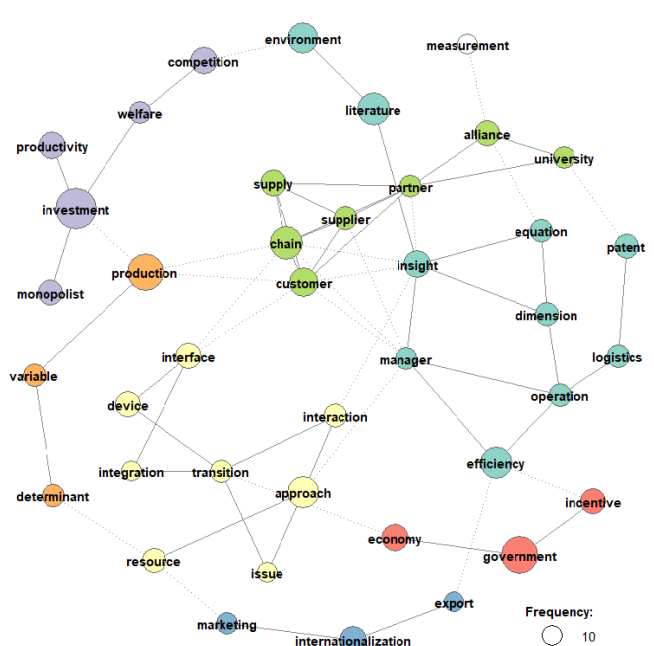 environment
measurement
competition
literature
welfare
alliance
productivity
university
supply
partner
investment
supplier
equation
chain
patent
production
insight
customer
monopolist
dimension
interface
manager
logistics
variable
operation
device
interaction
integration
transition
efficiency
determinant
approach
incentive
economy
government
resource
issue
export
marketing
Frequency:
internationalization
10